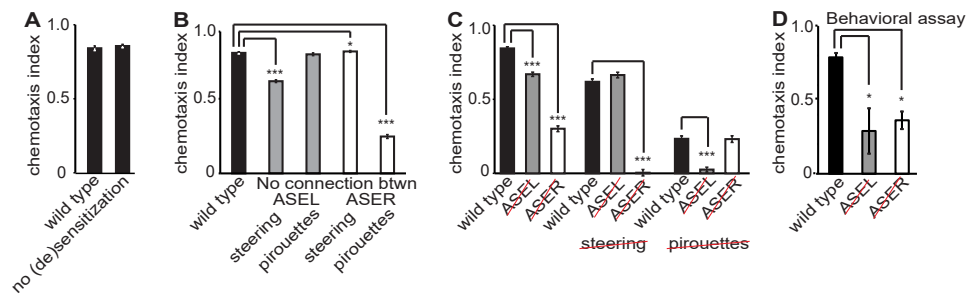 A
chemotaxis index
1.0
0.5
0
wild type
no (de)sensitization
B
chemotaxis index
1.0
0.5
0
***
*
***
wild type
No connection btwn
ASEL
ASER
steering
pirouettes
steering
pirouettes
C
chemotaxis index
1.0
0.5
0
***
***
***
***
wild type
ASEL
ASER
wild type
ASEL
ASER
wild type
ASEL
ASER
steering
pirouettes
D
Behavioral assay
chemotaxis index
1.0
0.5
0
*
*
wild type
ASEL
ASER